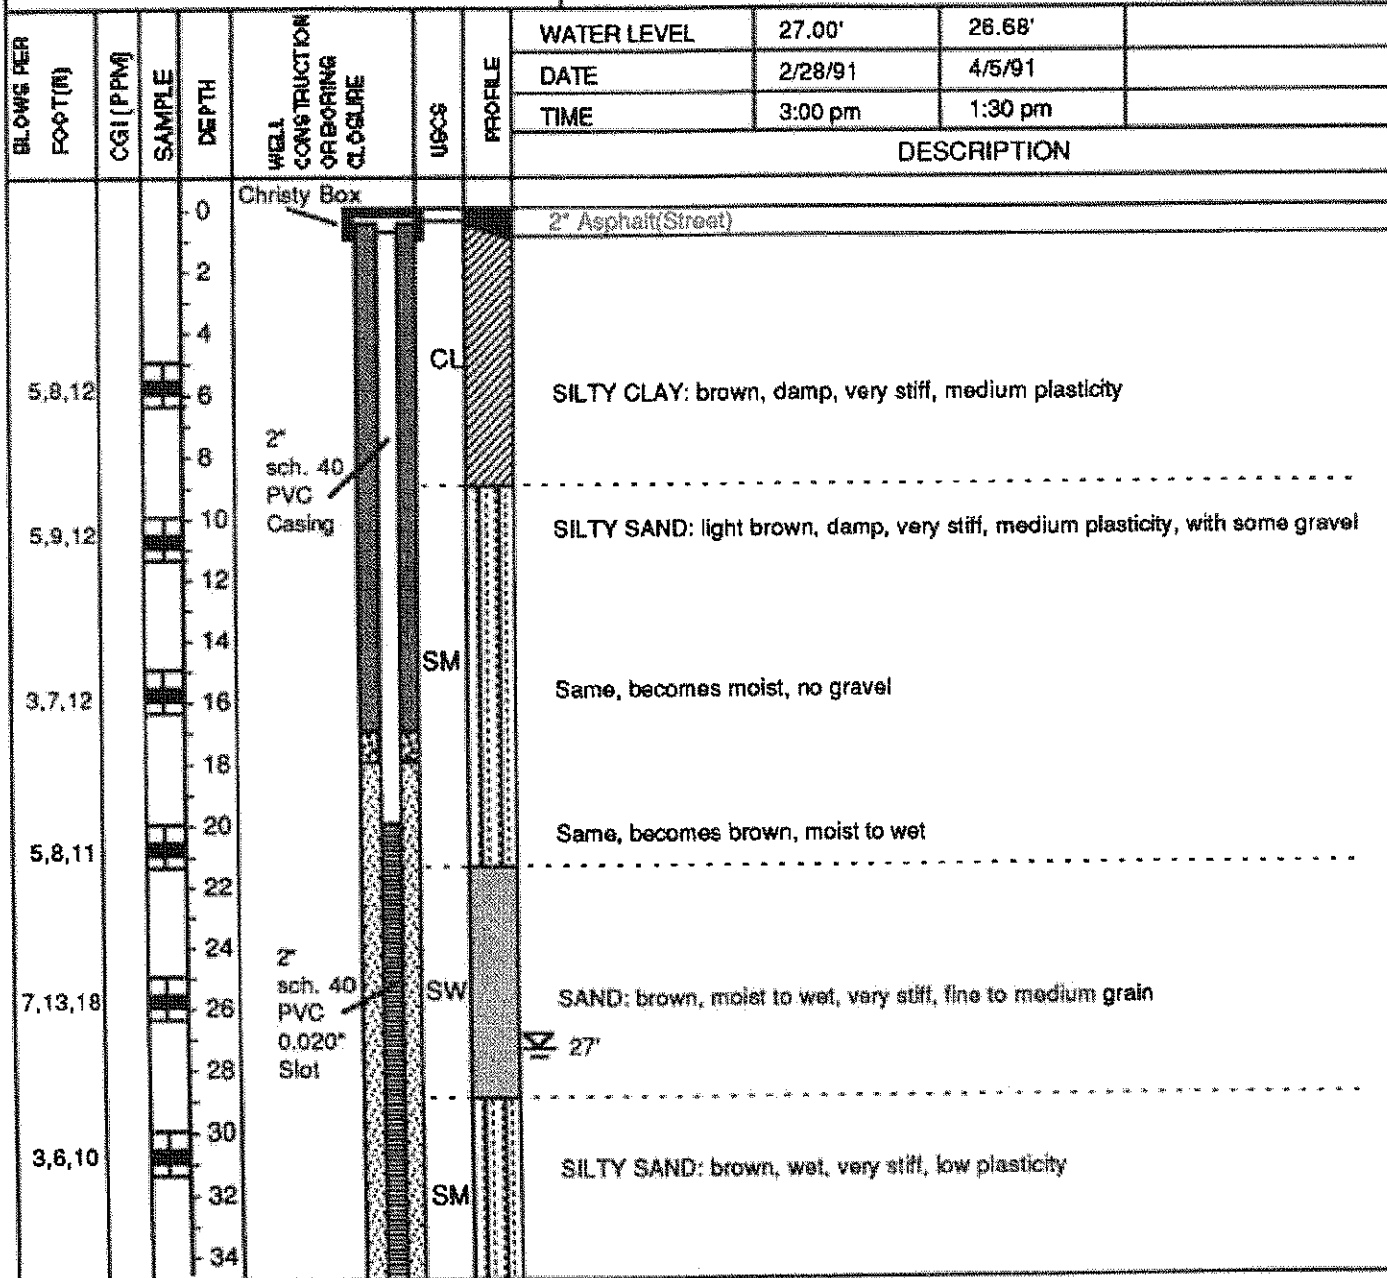 BLOWS PER FOOT(N)
CGI (PPM)
SAMPLE
DEPTH
WELL CONSTRUCTION OR BORING CLOSURE
USCS
PROFILE
WATER LEVEL 27.00' 26.68'
DATE 2/28/91 4/5/91
TIME 3:00 pm 1:30 pm
DESCRIPTION
Christy Box
0
2" Asphalt(Street)
2
4
CL
5,8,12
6
SILTY CLAY: brown, damp, very stiff, medium plasticity
2"
sch. 40
PVC
Casing
8
5,9,12
10
SILTY SAND: light brown, damp, very stiff, medium plasticity, with some gravel
12
14
SM
3,7,12
16
Same, becomes moist, no gravel
18
20
Same, becomes brown, moist to wet
5,8,11
22
24
2"
sch. 40
PVC
0.020"
Slot
7,13,18
26
SW
SAND: brown, moist to wet, very stiff, fine to medium grain
27'
28
30
3,6,10
SILTY SAND: brown, wet, very stiff, low plasticity
32
SM
34